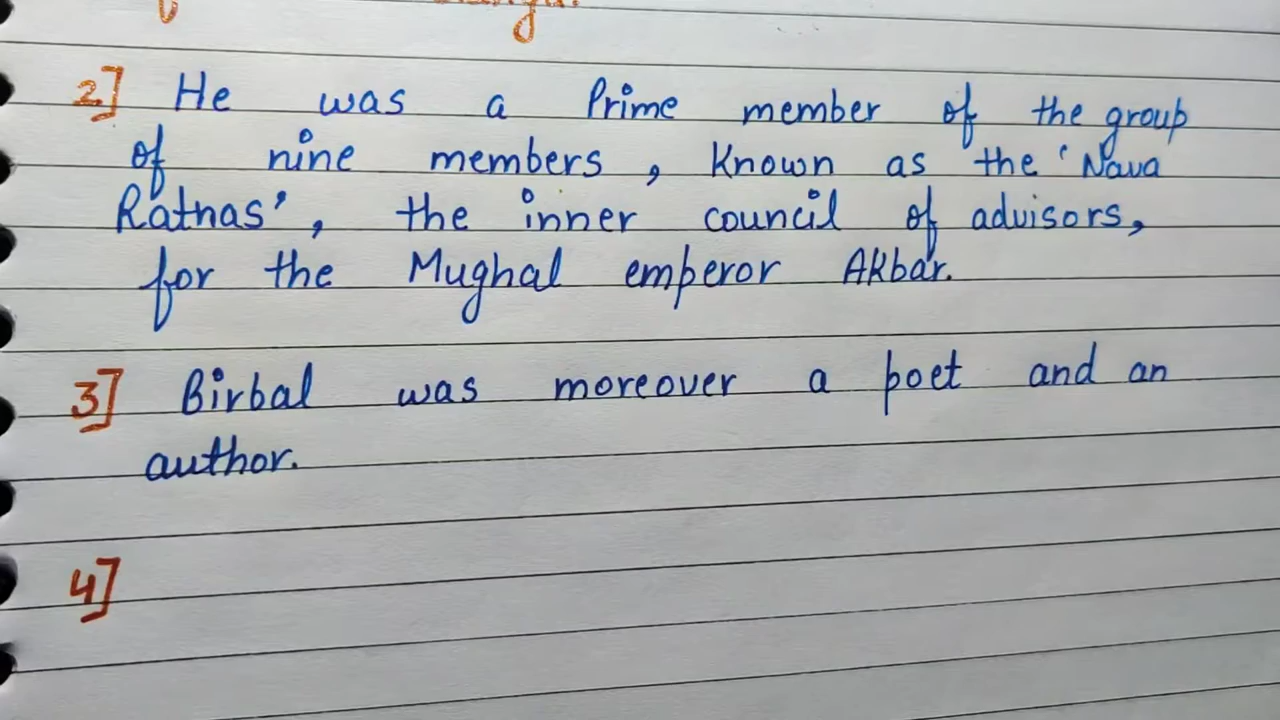 2] He was a Prime member of the group
of nine members, Known as the 'Nava
Ratnas', the inner council of advisors,
for the Mughal emperor Akbar.
3] Birbal was moreover a poet and an
author.
4]